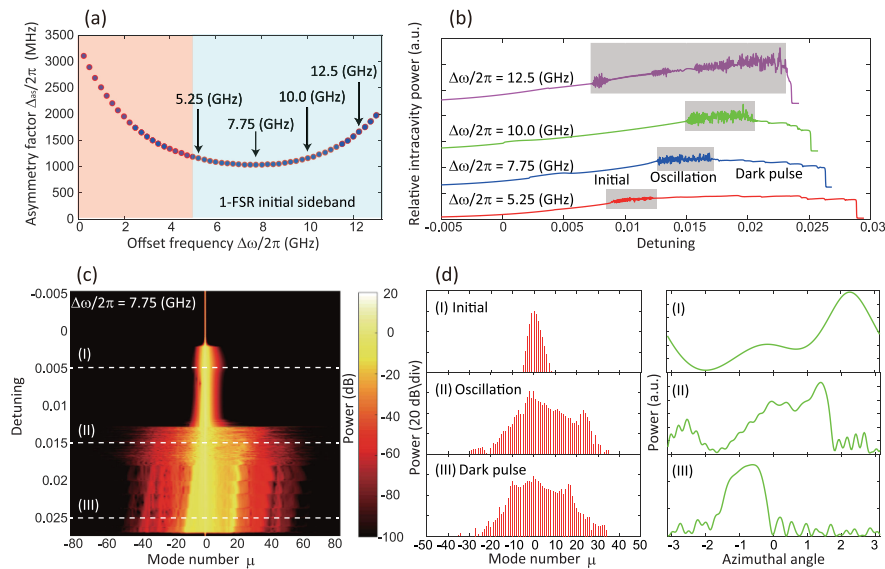 (a)
Asymmetry factor Δas/2π (MHz)
3500
3000
2500
2000
1500
1000
500
0
5.25 (GHz)
7.75 (GHz)
10.0 (GHz)
12.5 (GHz)
1-FSR initial sideband
0 2 4 6 8 10 12
Offset frequency Δω/2π (GHz)
(b)
Relative intracavity power (a.u.)
Δω/2π = 12.5 (GHz)
Δω/2π = 10.0 (GHz)
Δω/2π = 7.75 (GHz)
Δω/2π = 5.25 (GHz)
Initial
Oscillation
Dark pulse
-0.005 0 0.005 0.01 0.015 0.02 0.025 0.03
Detuning
(c)
Δω/2π = 7.75 (GHz)
Detuning
-0.005
0
0.005
0.01
0.015
0.02
0.025
(I)
(II)
(III)
-80 -40 0 40 80
Mode number μ
20
0
-20
-40
-60
-80
-100
Power (dB)
(d)
Power (20 dB\div)
(I) Initial
(II) Oscillation
(III) Dark pulse
-50 -40 -30 -20 -10 0 10 20 30 40 50
Mode number μ
Power (a.u.)
(I)
(II)
(III)
-3 -2 -1 0 1 2 3
Azimuthal angle